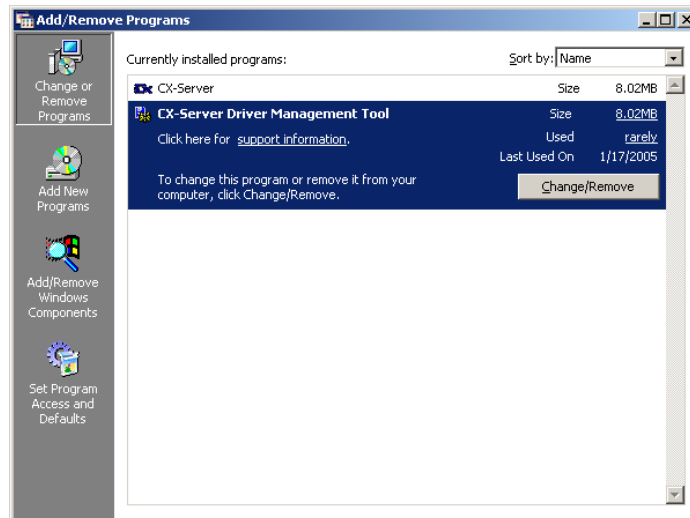 Add/Remove Programs
Change or
Remove
Programs
Add New
Programs
Add/Remove
Windows
Components
Set Program
Access and
Defaults
Currently installed programs:
Sort by: Name
CX-Server Size 8.02MB
CX-Server Driver Management Tool Size 8.02MB
Click here for support information. Used rarely
Last Used On 1/17/2005
To change this program or remove it from your
computer, click Change/Remove.
Change/Remove